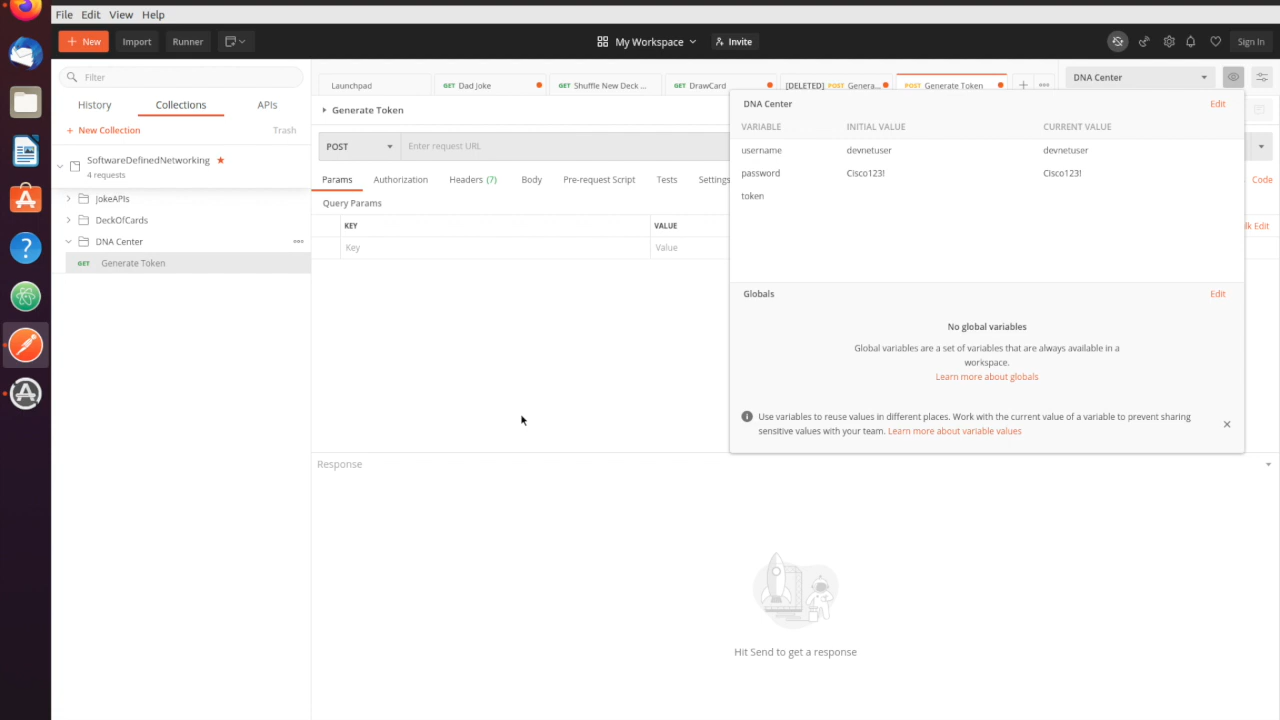 File Edit View Help
+ New Import Runner My Workspace Invite Sign In
Filter
History Collections APIs
+ New Collection Trash
SoftwareDefinedNetworking
4 requests
JokeAPIs
DeckOfCards
DNA Center
GET Generate Token
Launchpad GET Dad Joke GET Shuffle New Deck ... GET DrawCard [DELETED] POST Genera... POST Generate Token
DNA Center
Generate Token
POST Enter request URL
Params Authorization Headers (7) Body Pre-request Script Tests Settings Code
Query Params
KEY VALUE lk Edit
Key Value
DNA Center Edit
VARIABLE INITIAL VALUE CURRENT VALUE
username devnetuser devnetuser
password Cisco123! Cisco123!
token
Globals Edit
No global variables
Global variables are a set of variables that are always available in a
workspace.
Learn more about globals
Use variables to reuse values in different places. Work with the current value of a variable to prevent sharing
sensitive values with your team. Learn more about variable values
Response
Hit Send to get a response